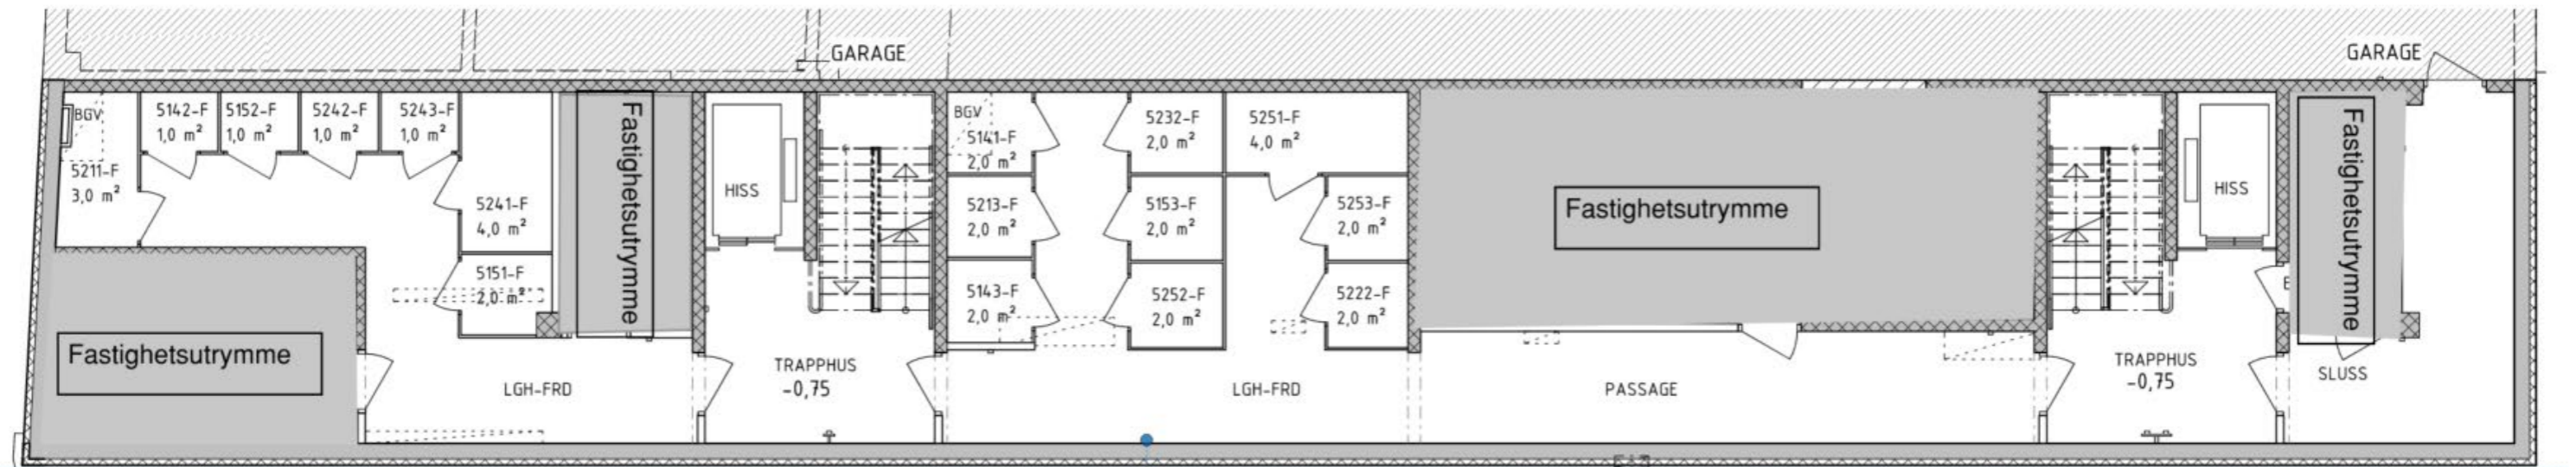 GARAGE
GARAGE
BGV
5211-F
3,0 m²
5142-F
1,0 m²
5152-F
1,0 m²
5242-F
1,0 m²
5243-F
1,0 m²
5241-F
4,0 m²
5151-F
2,0 m²
Fastighetsutrymme
Fastighetsutrymme
LGH-FRD
HISS
TRAPPHUS
-0,75
BGV
5141-F
2,0 m²
5213-F
2,0 m²
5143-F
2,0 m²
5232-F
2,0 m²
5153-F
2,0 m²
5252-F
2,0 m²
5251-F
4,0 m²
5253-F
2,0 m²
5222-F
2,0 m²
LGH-FRD
Fastighetsutrymme
PASSAGE
HISS
TRAPPHUS
-0,75
Fastighetsutrymme
SLUSS